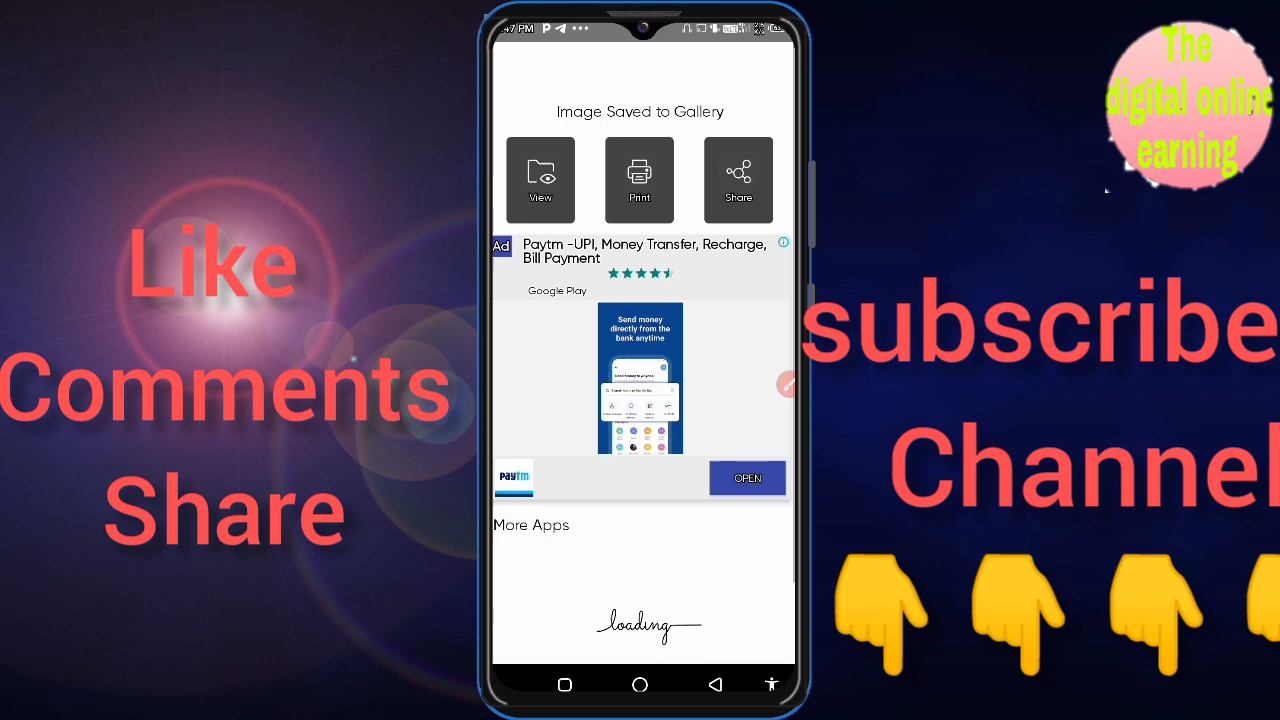 :47 PM
Image Saved to Gallery
View
Print
Share
Ad
Paytm -UPI, Money Transfer, Recharge,
Bill Payment
Google Play
Send money
directly from the
bank anytime
paytm
OPEN
More Apps
loading
Like
Comments
Share
The
digital online
earning
subscribe
Channel